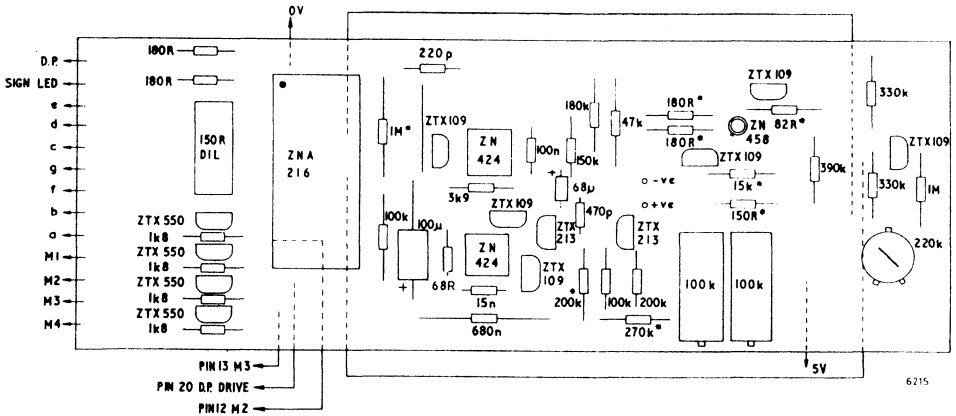 0V
D.P.
SIGN LED
e
d
c
g
f
b
a
M1
M2
M3
M4
180R
180R
150R
DIL
ZTX 550
1k8
ZTX 550
1k8
ZTX 550
1k8
ZTX 550
1k8
ZNA
216
220p
1M*
ZTX109
ZN
424
3k9
100k
100µ
+
68R
ZTX109
ZN
424
15n
680n
100n
150k
180k
47k
+
68µ
470p
ZTX
213
ZTX
109
ZTX
213
-ve
+ve
*
200k
100k
200k
270k*
180R*
180R*
ZTX109
82R*
ZN
458
ZTX109
15k*
150R*
100k
100k
390k
330k
ZTX109
330k
1M
220k
PIN 13 M3
PIN 20 D.P. DRIVE
PIN12 M2
5V
6215